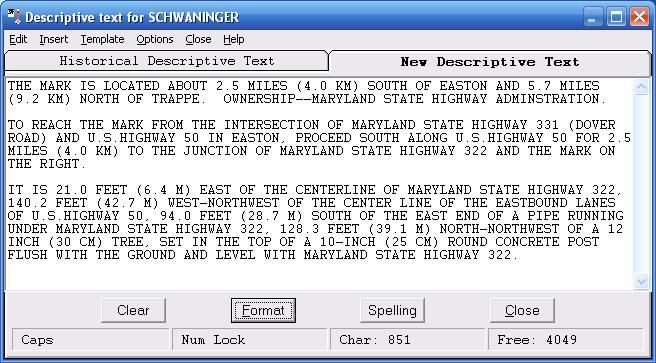 Descriptive text for SCHWANINGER
Edit Insert Template Options Close Help
Historical Descriptive Text New Descriptive Text
THE MARK IS LOCATED ABOUT 2.5 MILES (4.0 KM) SOUTH OF EASTON AND 5.7 MILES
(9.2 KM) NORTH OF TRAPPE.  OWNERSHIP--MARYLAND STATE HIGHWAY ADMINSTRATION.
TO REACH THE MARK FROM THE INTERSECTION OF MARYLAND STATE HIGHWAY 331 (DOVER
ROAD) AND U.S.HIGHWAY 50 IN EASTON, PROCEED SOUTH ALONG U.S.HIGHWAY 50 FOR 2.5
MILES (4.0 KM) TO THE JUNCTION OF MARYLAND STATE HIGHWAY 322 AND THE MARK ON
THE RIGHT.
IT IS 21.0 FEET (6.4 M) EAST OF THE CENTERLINE OF MARYLAND STATE HIGHWAY 322,
140.2 FEET (42.7 M) WEST-NORTHWEST OF THE CENTER LINE OF THE EASTBOUND LANES
OF U.S.HIGHWAY 50, 94.0 FEET (28.7 M) SOUTH OF THE EAST END OF A PIPE RUNNING
UNDER MARYLAND STATE HIGHWAY 322, 128.3 FEET (39.1 M) NORTH-NORTHWEST OF A 12
INCH (30 CM) TREE, SET IN THE TOP OF A 10-INCH (25 CM) ROUND CONCRETE POST
FLUSH WITH THE GROUND AND LEVEL WITH MARYLAND STATE HIGHWAY 322.
Clear Format Spelling Close
Caps Num Lock Char: 851 Free: 4049